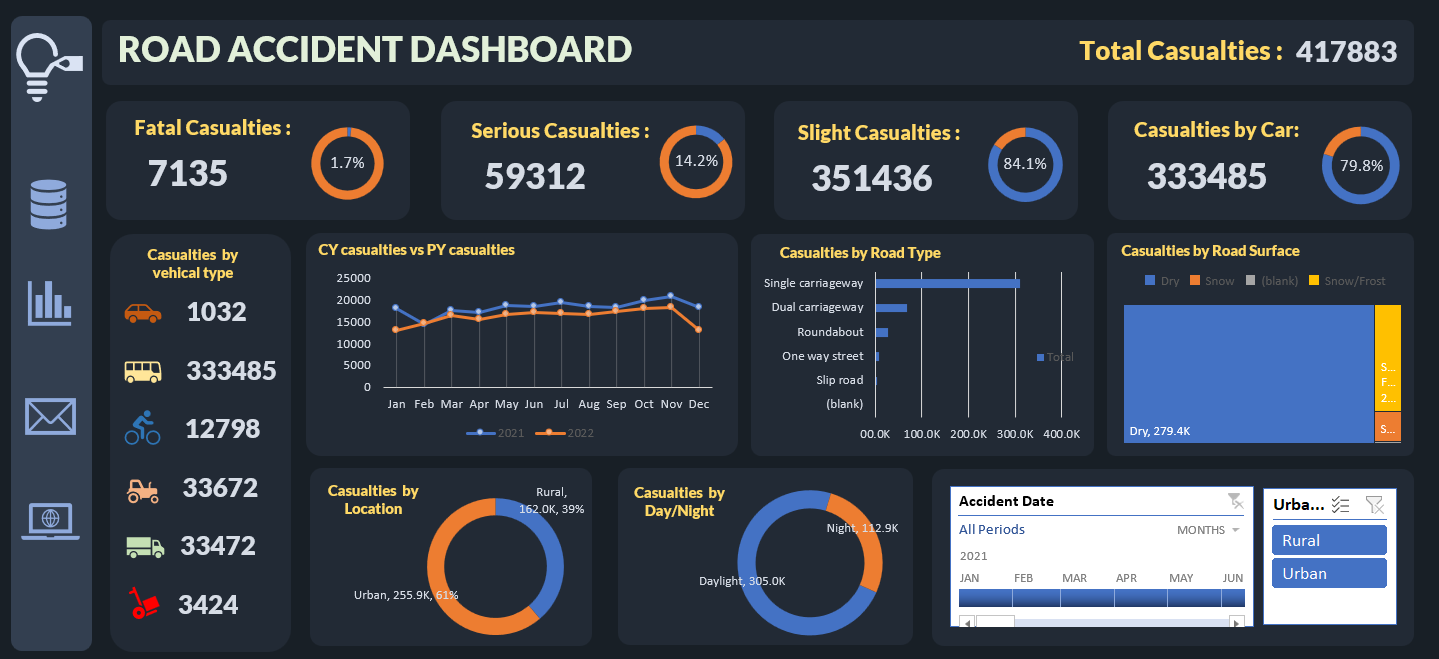 ROAD ACCIDENT DASHBOARD
Total Casualties : 417883
Fatal Casualties :
7135
1.7%
Serious Casualties :
59312
14.2%
Slight Casualties :
351436
84.1%
Casualties by Car:
333485
79.8%
Casualties by
vehical type
1032
333485
12798
33672
33472
3424
CY casualties vs PY casualties
25000
20000
15000
10000
5000
0
Jan Feb Mar Apr May Jun Jul Aug Sep Oct Nov Dec
2021 2022
Casualties by Road Type
Single carriageway
Dual carriageway
Roundabout
One way street
Slip road
(blank)
Total
00.0K 100.0K 200.0K 300.0K 400.0K
Casualties by Road Surface
Dry Snow (blank) Snow/Frost
Dry, 279.4K
S...
F...
2...
S...
Casualties by
Location
Rural,
162.0K, 39%
Urban, 255.9K, 61%
Casualties by
Day/Night
Night, 112.9K
Daylight, 305.0K
Accident Date
All Periods
MONTHS
2021
JAN FEB MAR APR MAY JUN
Urba...
Rural
Urban